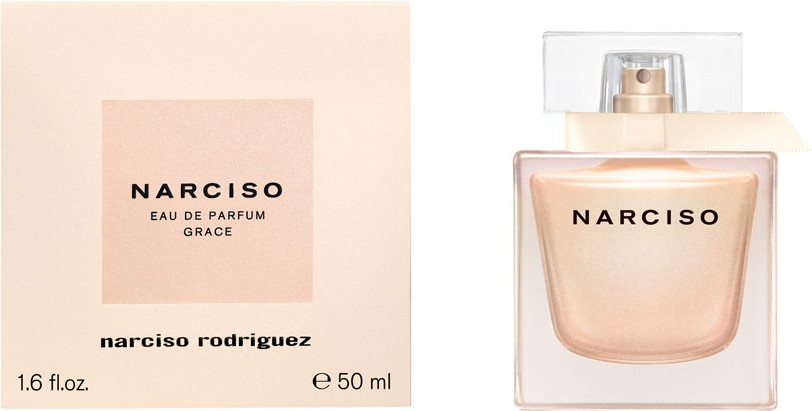 NARCISO
EAU DE PARFUM
GRACE
narciso rodriguez
1.6 fl.oz.
℮ 50 ml
NARCISO